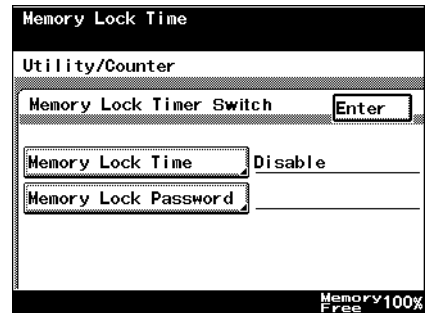 Memory Lock Time
Utility/Counter
Memory Lock Timer Switch Enter
Memory Lock Time Disable
Memory Lock Password
Memory Free 100%